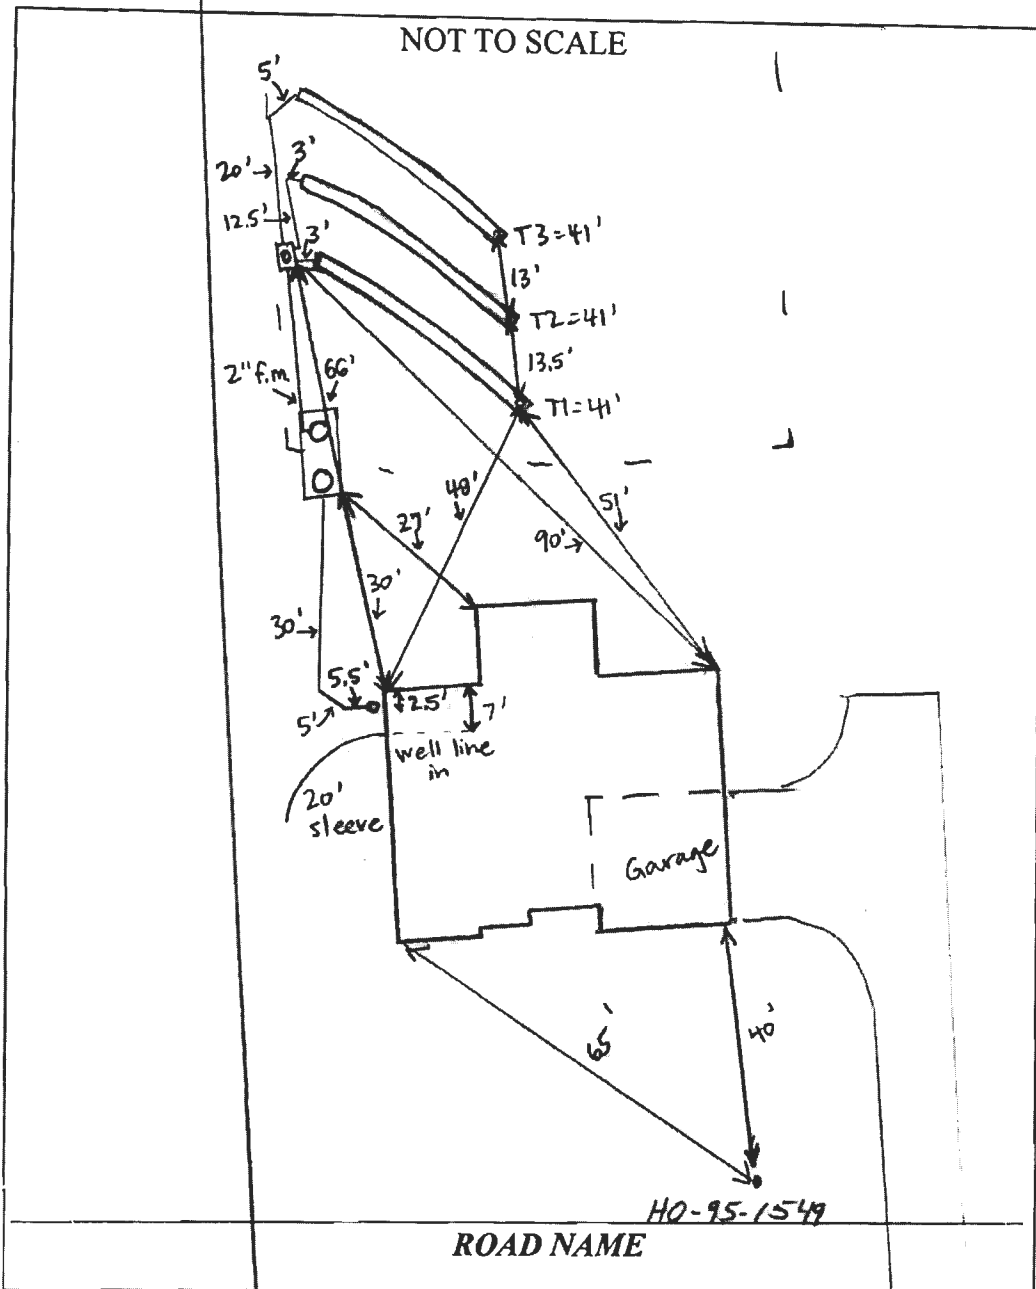 NOT TO SCALE
5'
20'
3'
12.5'
3'
T3=41'
13'
T2=41'
13.5'
T1=41'
2" f.m
66'
48'
51'
27'
90'
30'
30'
5.5'
2.5'
7'
5'
well line
in
20'
sleeve
Garage
65'
40'
HO-95-1549
ROAD NAME